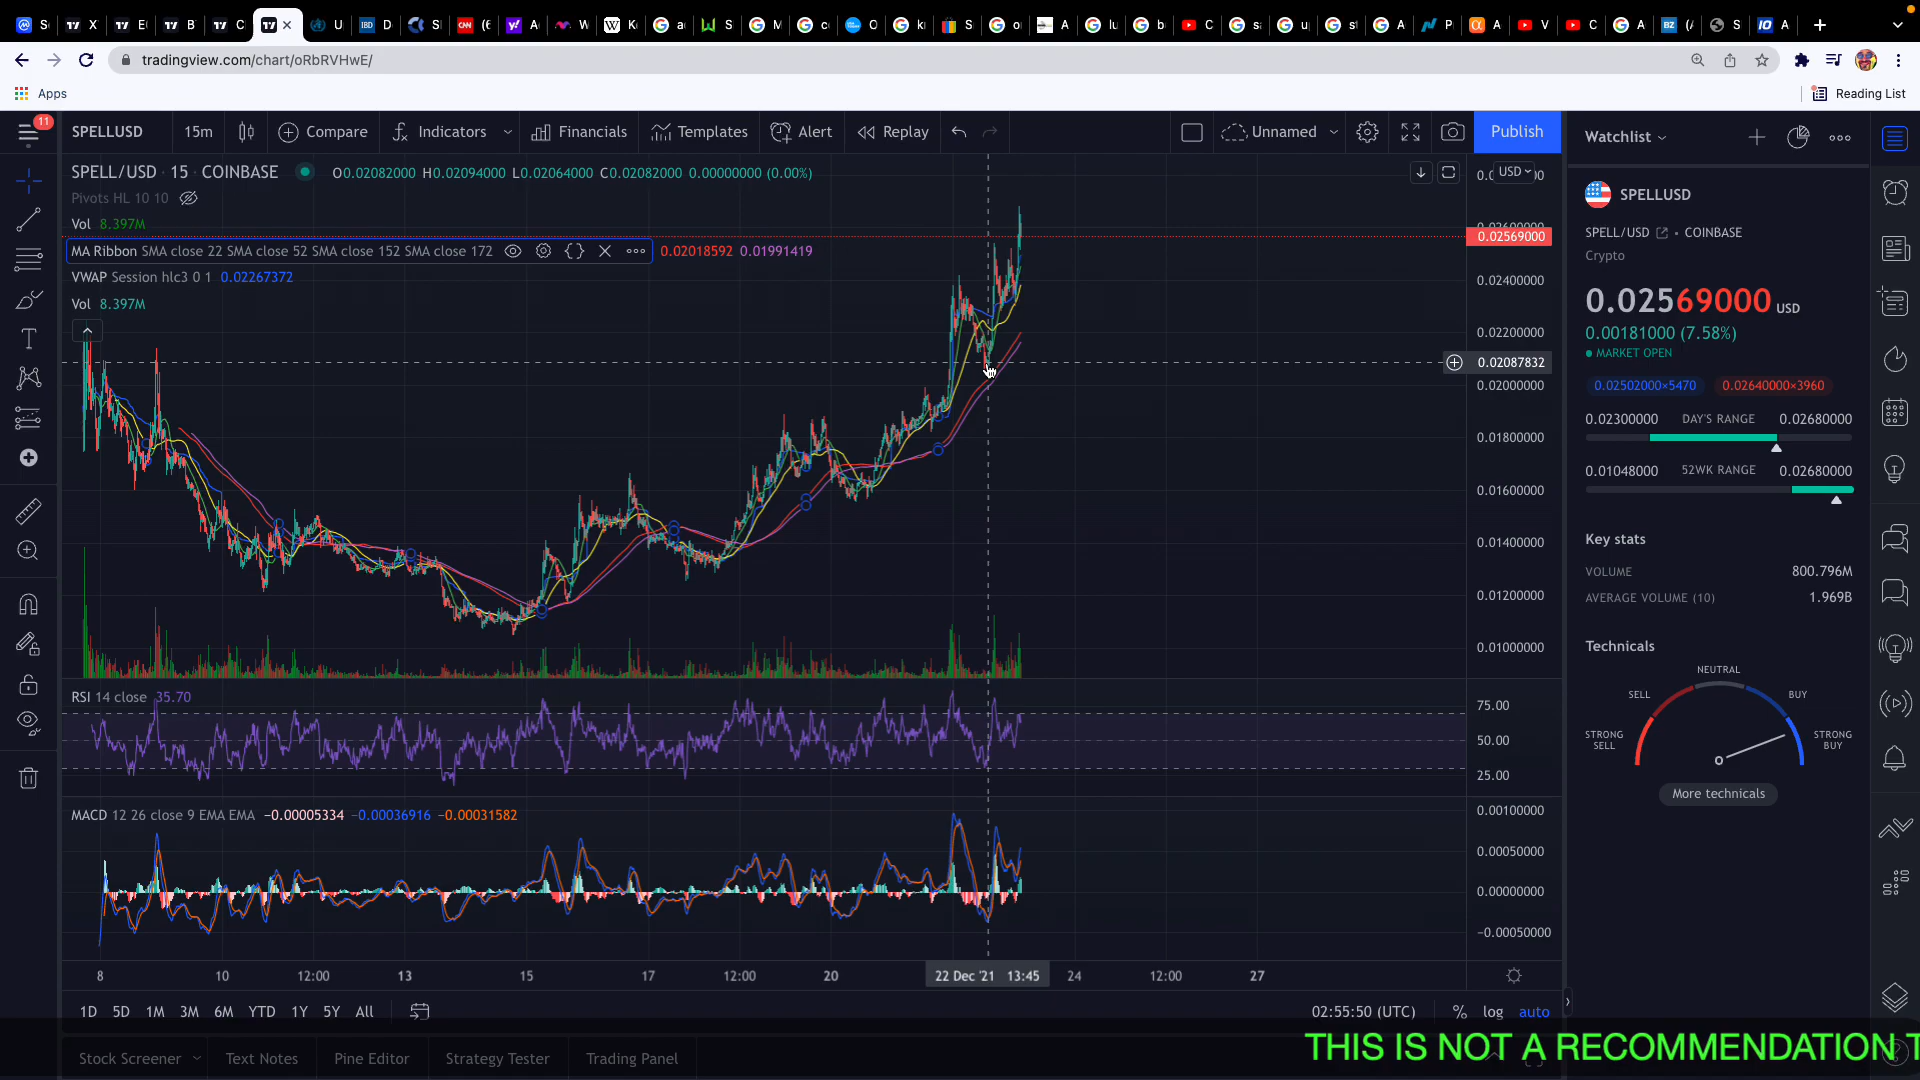 S X E B C U D S (6 A W K a S M c O k S o A lu b C s u s A P A V C A (A S A
tradingview.com/chart/oRbRVHwE/
Apps Reading List
11 SPELLUSD 15m Compare Indicators Financials Templates Alert Replay Unnamed Publish Watchlist
SPELL/USD · 15 · COINBASE O0.02082000 H0.02094000 L0.02064000 C0.02082000 0.00000000 (0.00%) USD
Pivots HL 10 10
Vol 8.397M
MA Ribbon SMA close 22 SMA close 52 SMA close 152 SMA close 172 0.02018592 0.01991419
VWAP Session hlc3 0 1 0.02267372
Vol 8.397M
0.02569000
0.02400000
0.02200000
0.02087832
0.02000000
0.01800000
0.01600000
0.01400000
0.01200000
0.01000000
RSI 14 close 35.70
75.00
50.00
25.00
MACD 12 26 close 9 EMA EMA −0.00005334 −0.00036916 −0.00031582
0.00100000
0.00050000
0.00000000
−0.00050000
8 10 12:00 13 15 17 12:00 20 22 Dec '21 13:45 24 12:00 27
1D 5D 1M 3M 6M YTD 1Y 5Y All 02:55:50 (UTC) % log auto
Stock Screener Text Notes Pine Editor Strategy Tester Trading Panel
SPELLUSD
SPELL/USD • COINBASE
Crypto
0.02569000 USD
0.00181000 (7.58%)
MARKET OPEN
0.02502000×5470 0.02640000×3960
0.02300000 DAY'S RANGE 0.02680000
0.01048000 52WK RANGE 0.02680000
Key stats
VOLUME 800.796M
AVERAGE VOLUME (10) 1.969B
Technicals
NEUTRAL
SELL BUY
STRONG SELL STRONG BUY
More technicals
THIS IS NOT A RECOMMENDATION T